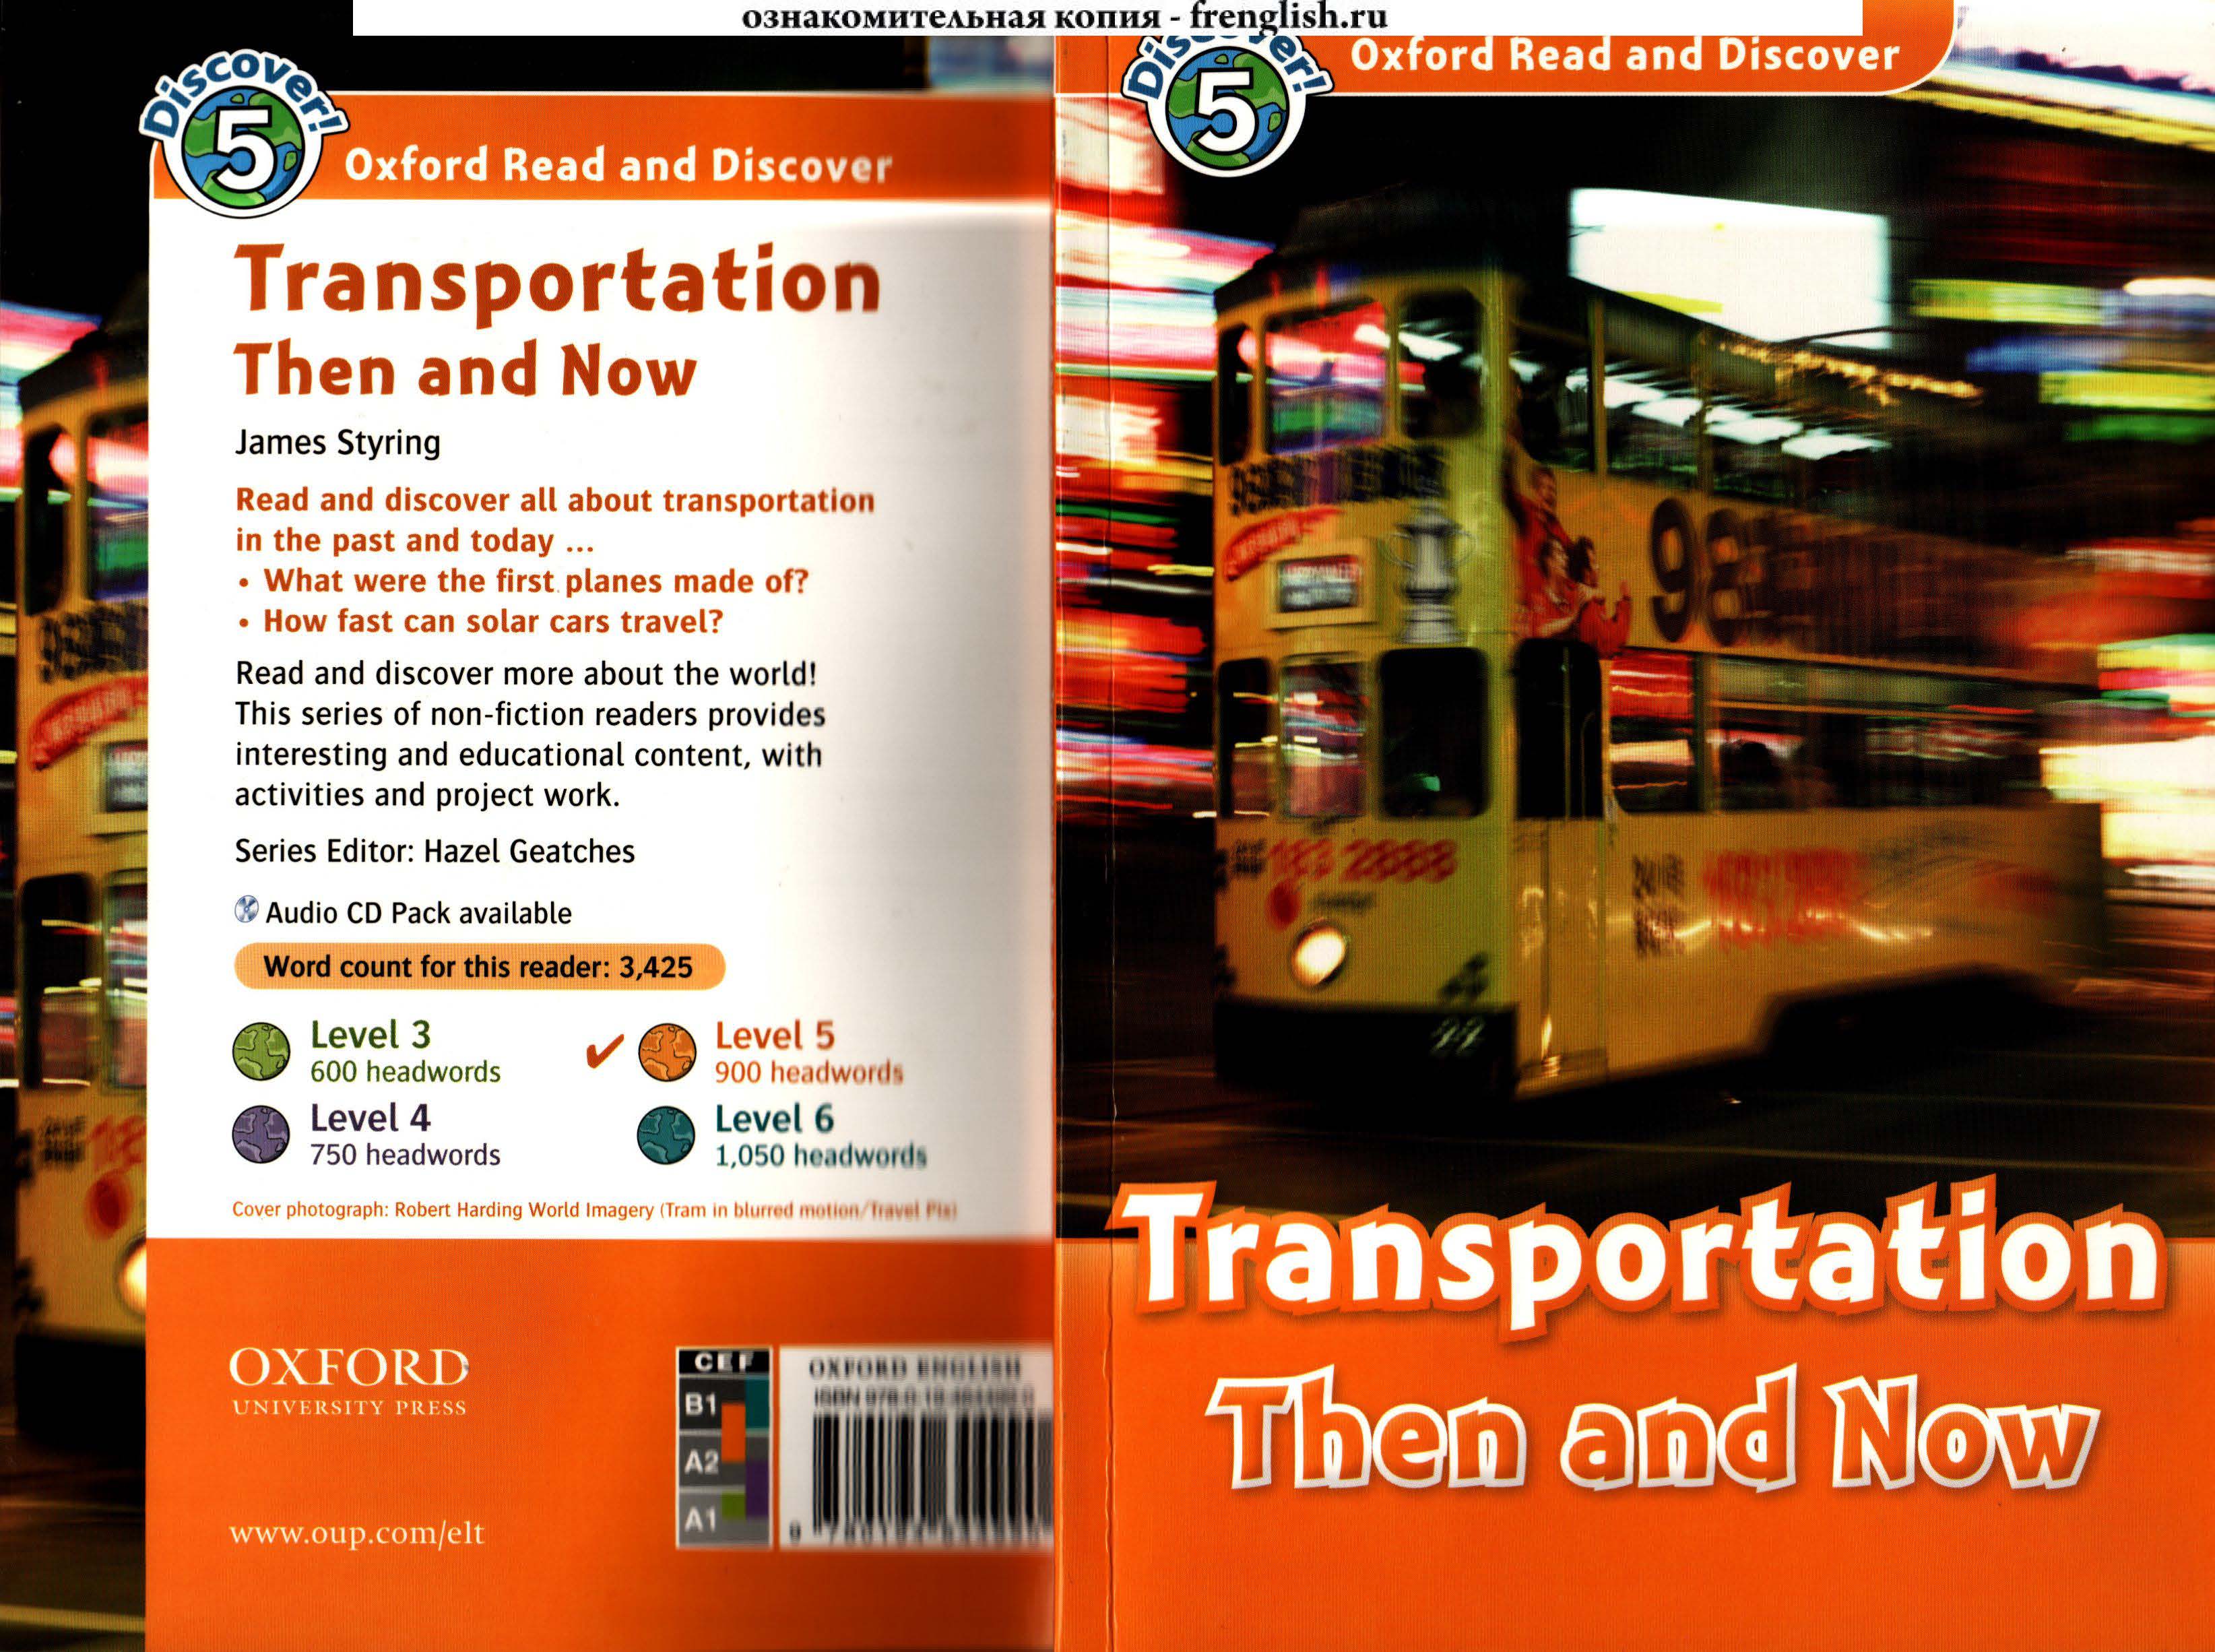 ознакомительная копия - frenglish.ru
Discover!
5
Oxford Read and Discover
Transportation
Then and Now
James Styring
Read and discover all about transportation
in the past and today ...
• What were the first planes made of?
• How fast can solar cars travel?
Read and discover more about the world!
This series of non-fiction readers provides
interesting and educational content, with
activities and project work.
Series Editor: Hazel Geatches
Audio CD Pack available
Word count for this reader: 3,425
Level 3
600 headwords
Level 4
750 headwords
✓ Level 5
900 headwords
Level 6
1,050 headwords
Cover photograph: Robert Harding World Imagery (Tram in blurred motion/Travel Pix)
OXFORD
UNIVERSITY PRESS
www.oup.com/elt
CEF
B1
A2
A1
OXFORD ENGLISH
ISBN
Discover!
5
Oxford Read and Discover
98
183 2888
Transportation
Then and Now